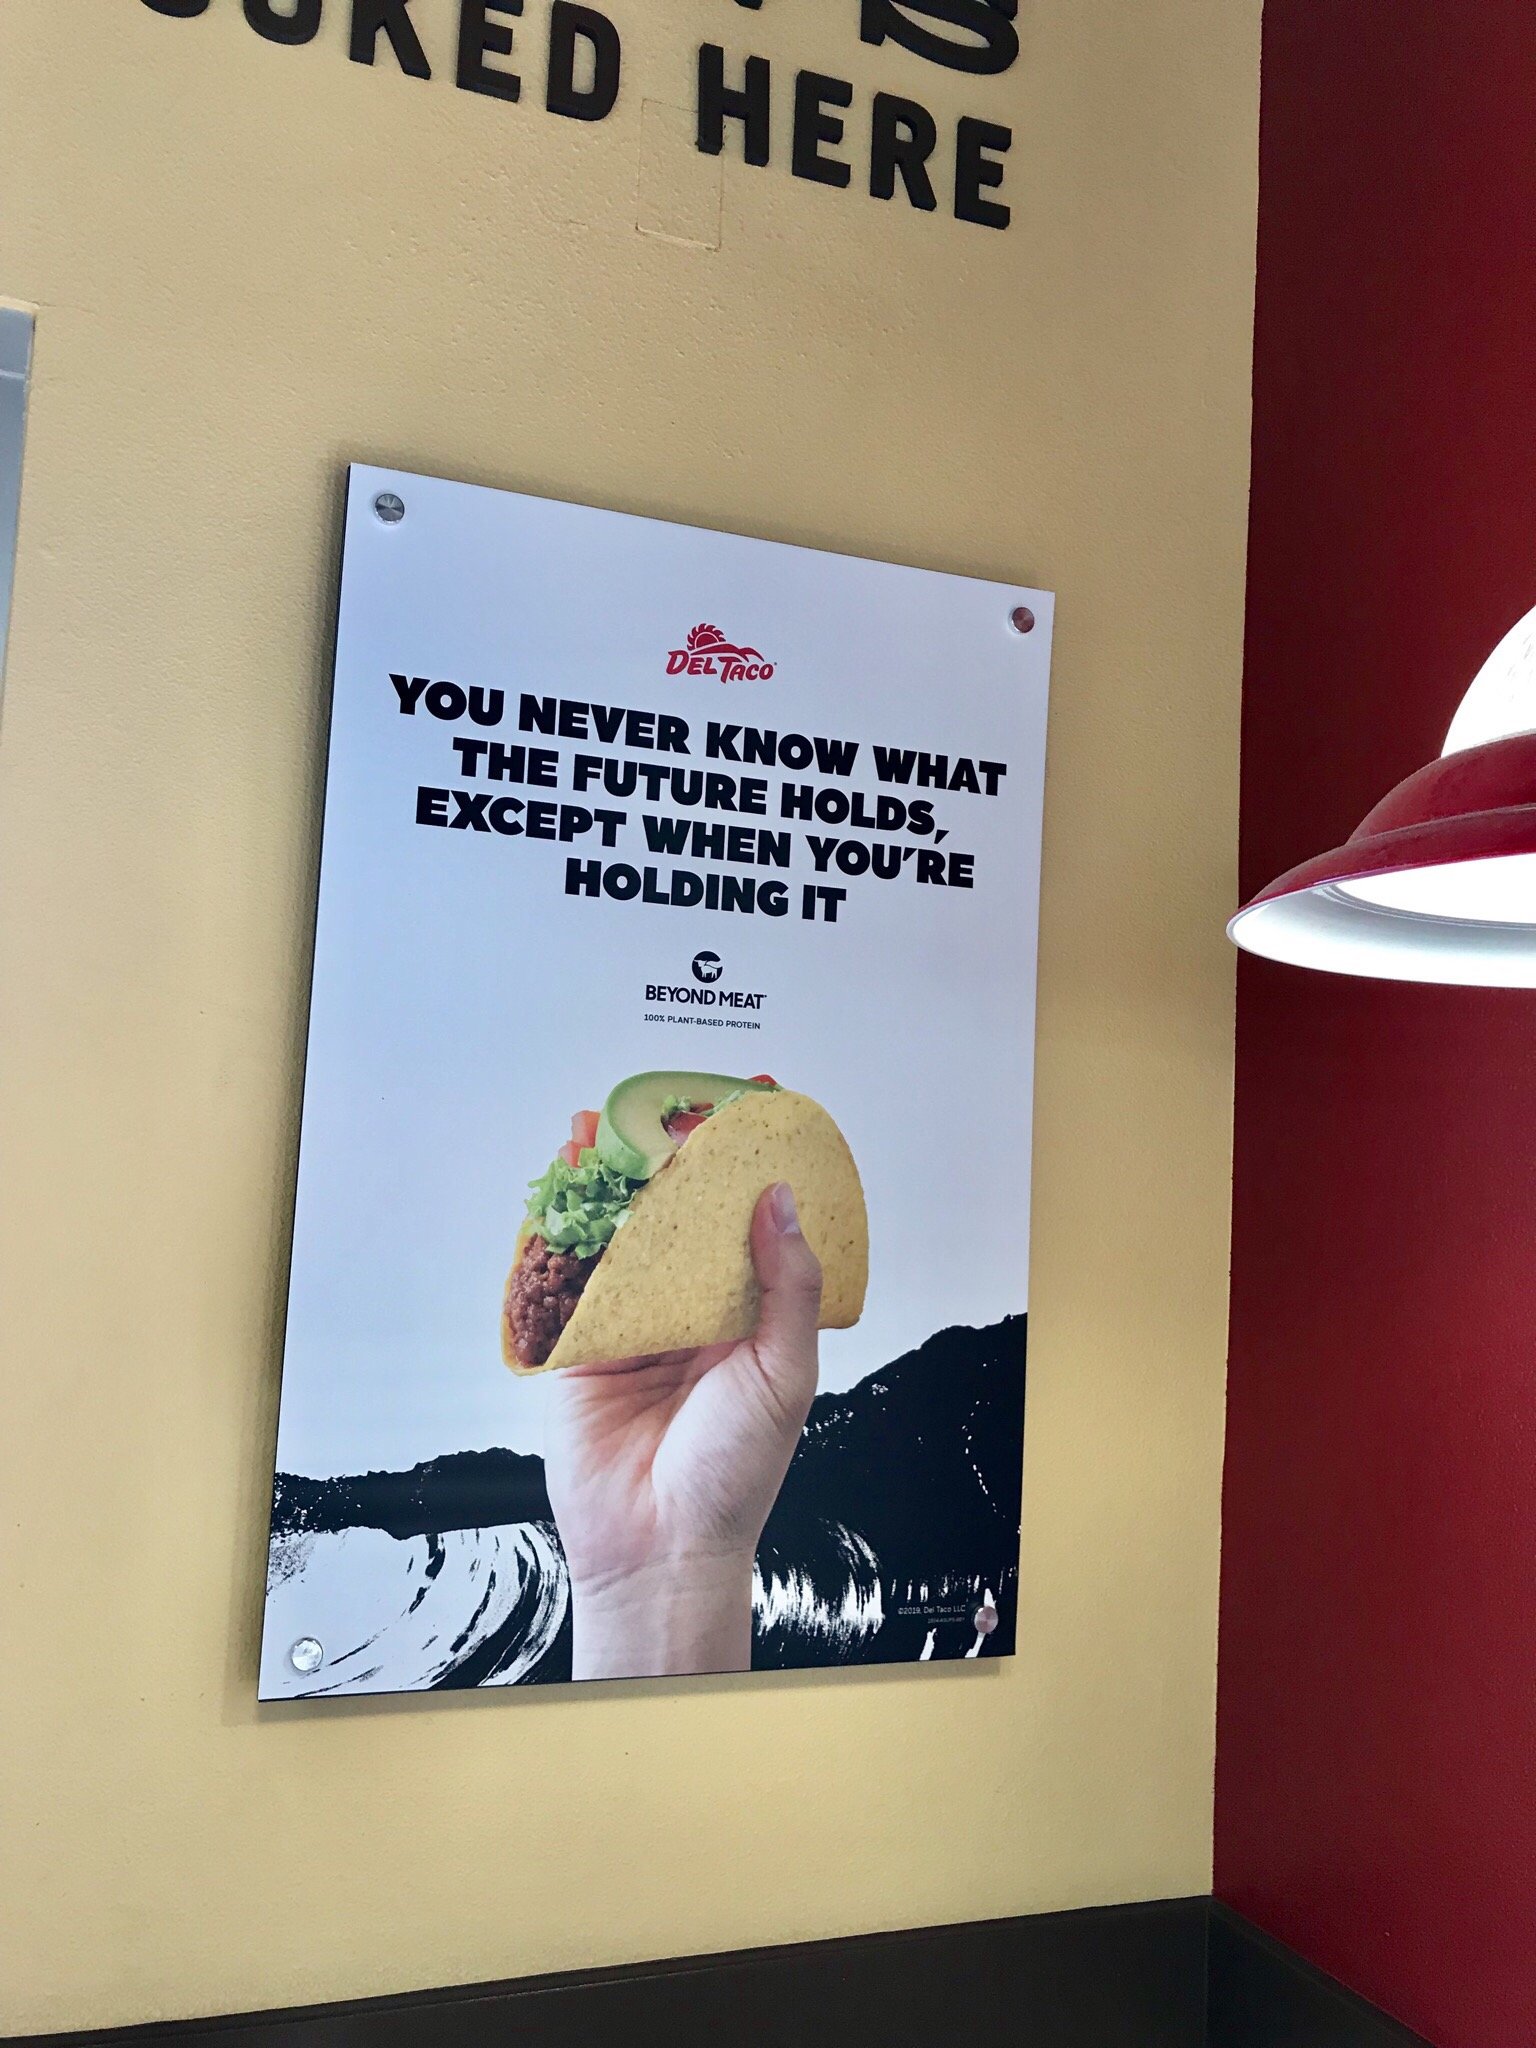 HERE
DEL TACO
YOU NEVER KNOW WHAT
THE FUTURE HOLDS,
EXCEPT WHEN YOU'RE
HOLDING IT
BEYOND MEAT
100% PLANT-BASED PROTEIN
©2019, Del Taco LLC